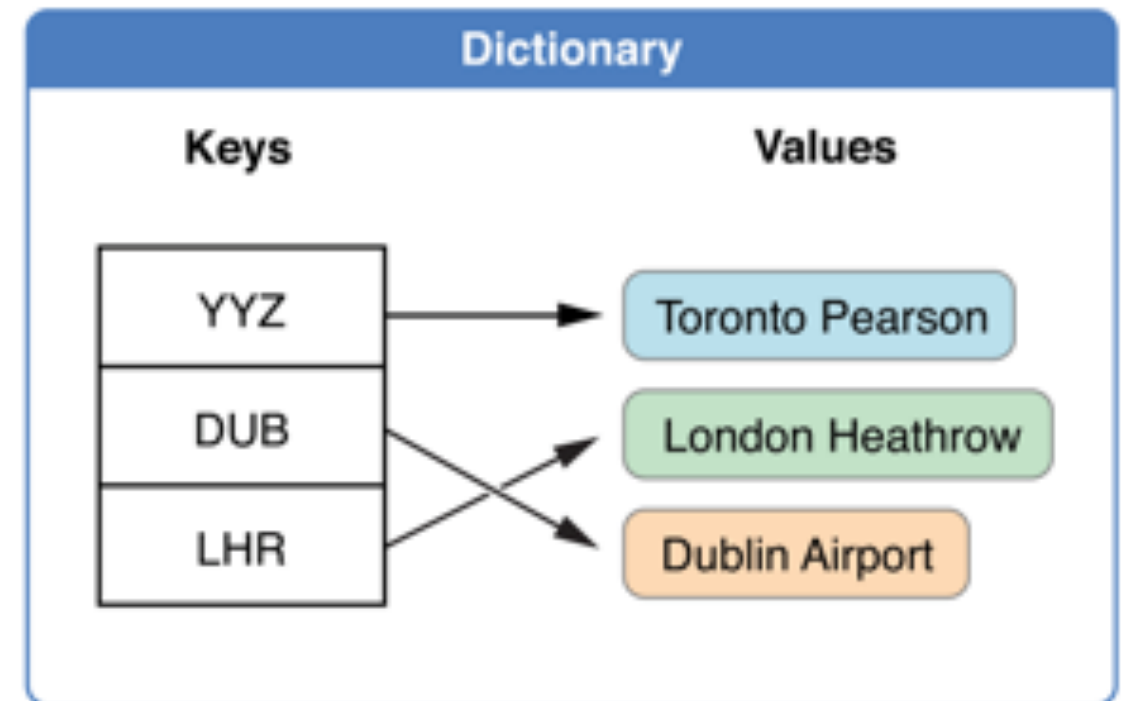 Dictionary
Keys
Values
YYZ
Toronto Pearson
DUB
London Heathrow
LHR
Dublin Airport